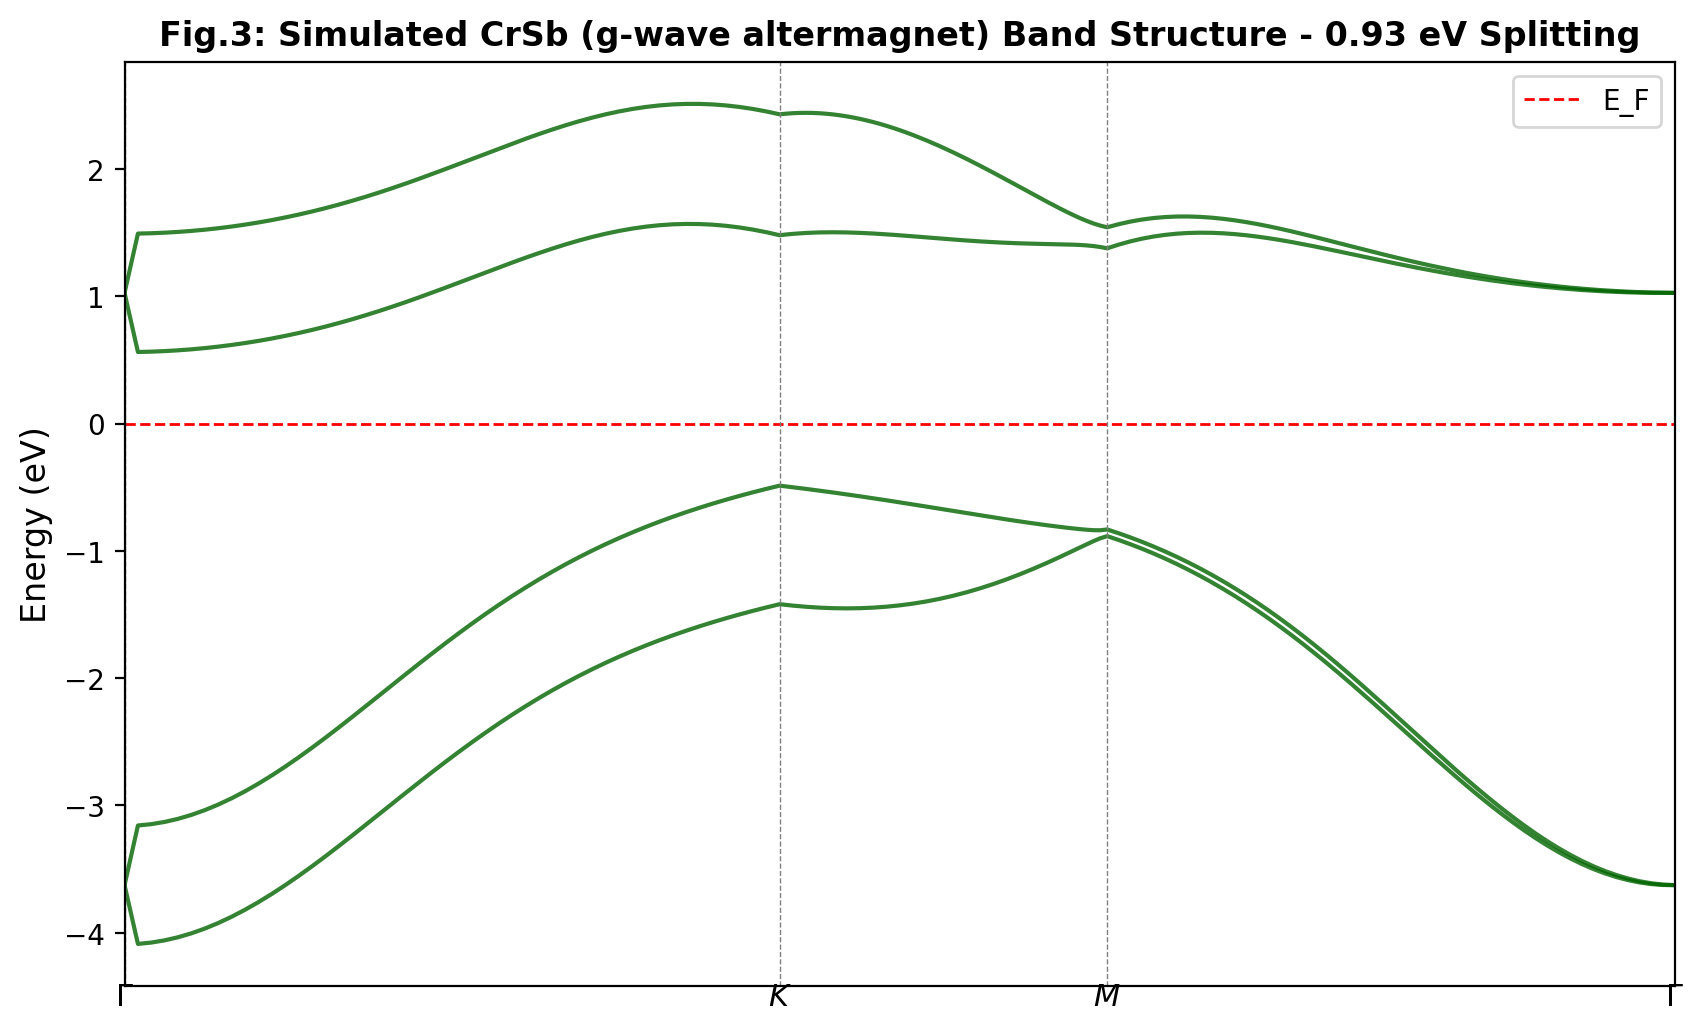 Fig.3: Simulated CrSb (g-wave altermagnet) Band Structure - 0.93 eV Splitting
E_F
Energy (eV)
2
1
0
−1
−2
−3
−4
Γ K M Γ